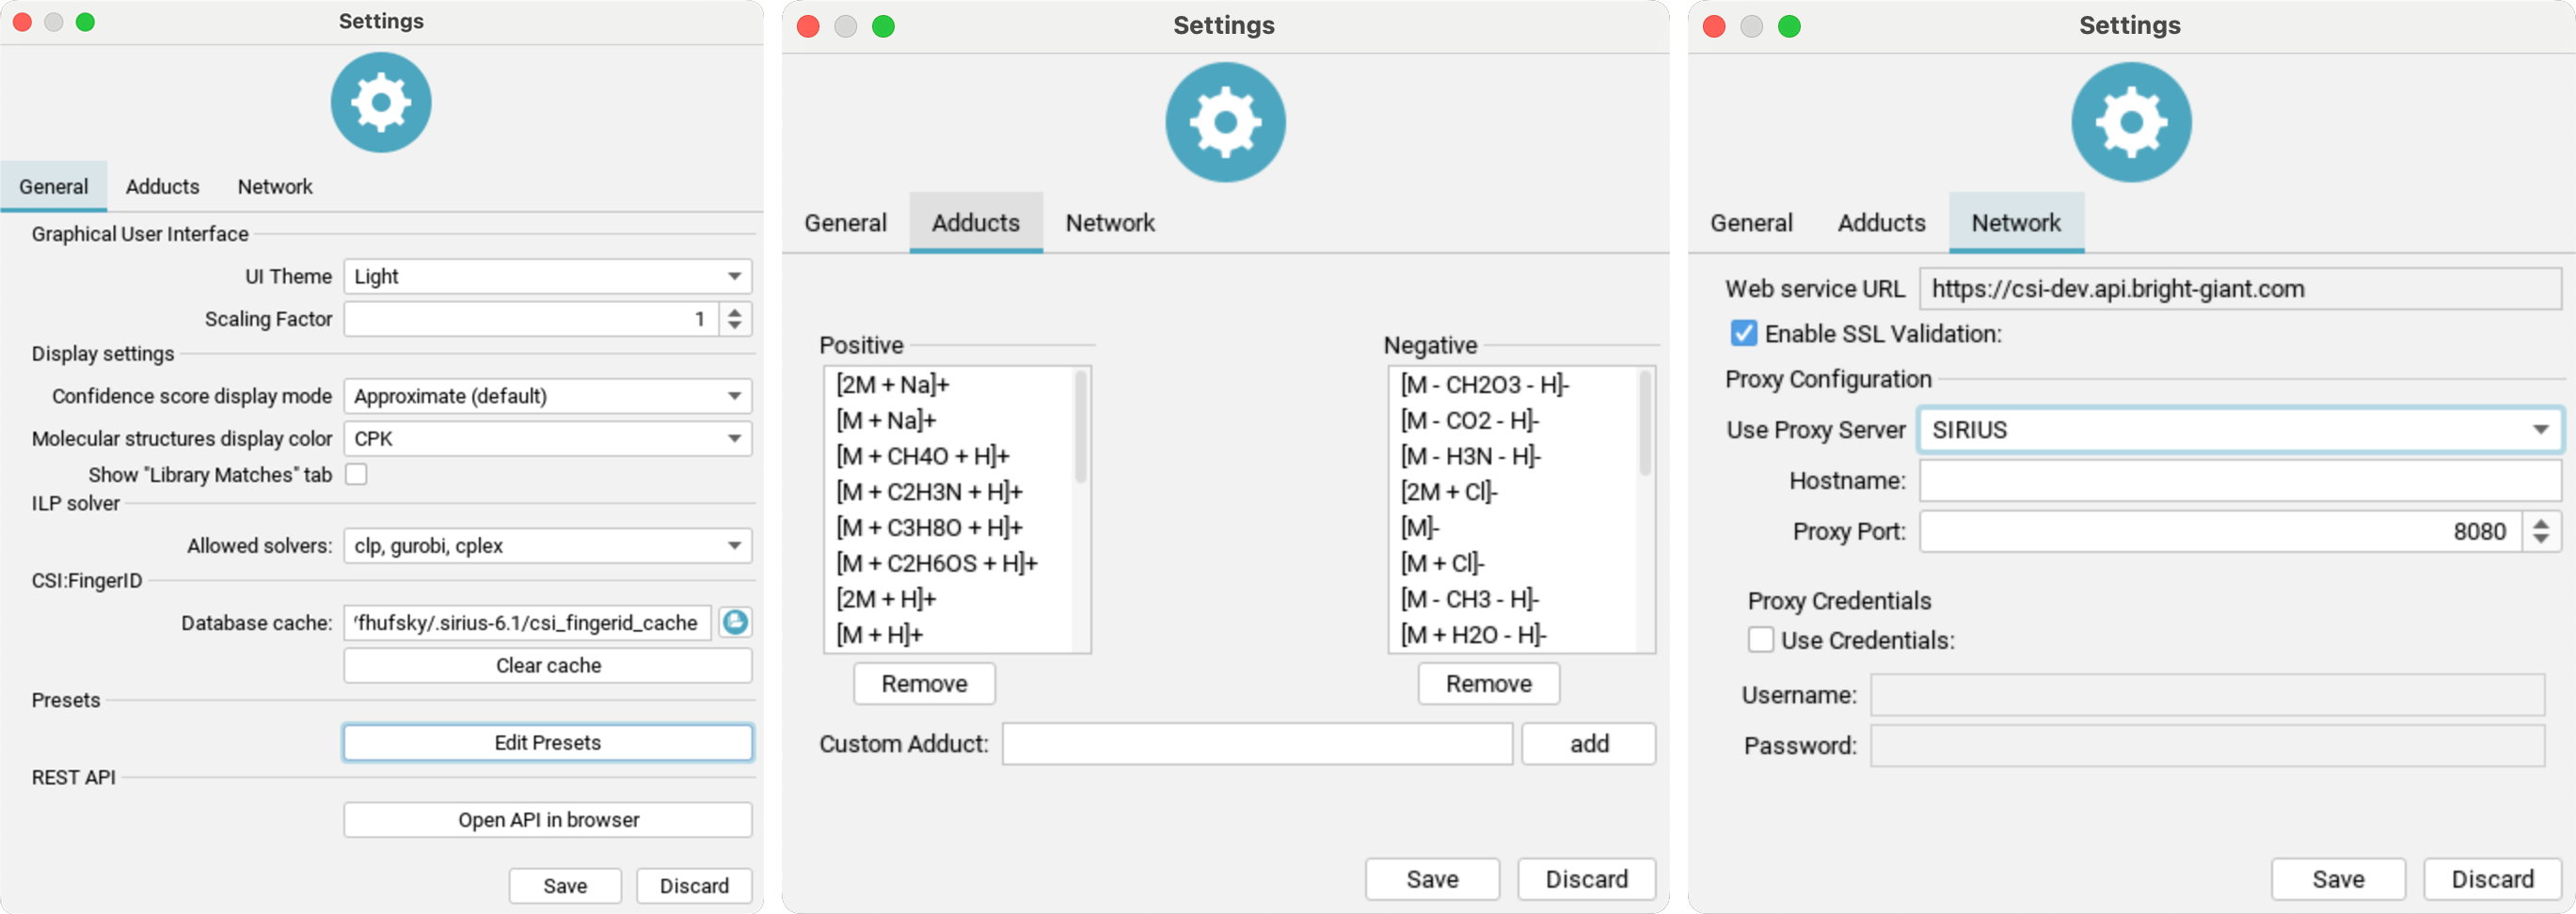 Settings
General Adducts Network
Graphical User Interface
UI Theme Light
Scaling Factor 1
Display settings
Confidence score display mode Approximate (default)
Molecular structures display color CPK
Show "Library Matches" tab
ILP solver
Allowed solvers: clp, gurobi, cplex
CSI:FingerID
Database cache: 'fhufsky/.sirius-6.1/csi_fingerid_cache
Clear cache
Presets
Edit Presets
REST API
Open API in browser
Save Discard
Settings
General Adducts Network
Positive
[2M + Na]+
[M + Na]+
[M + CH4O + H]+
[M + C2H3N + H]+
[M + C3H8O + H]+
[M + C2H6OS + H]+
[2M + H]+
[M + H]+
Remove
Negative
[M - CH2O3 - H]-
[M - CO2 - H]-
[M - H3N - H]-
[2M + Cl]-
[M]-
[M + Cl]-
[M - CH3 - H]-
[M + H2O - H]-
Remove
Custom Adduct: add
Save Discard
Settings
General Adducts Network
Web service URL https://csi-dev.api.bright-giant.com
Enable SSL Validation:
Proxy Configuration
Use Proxy Server SIRIUS
Hostname:
Proxy Port: 8080
Proxy Credentials
Use Credentials:
Username:
Password:
Save Discard